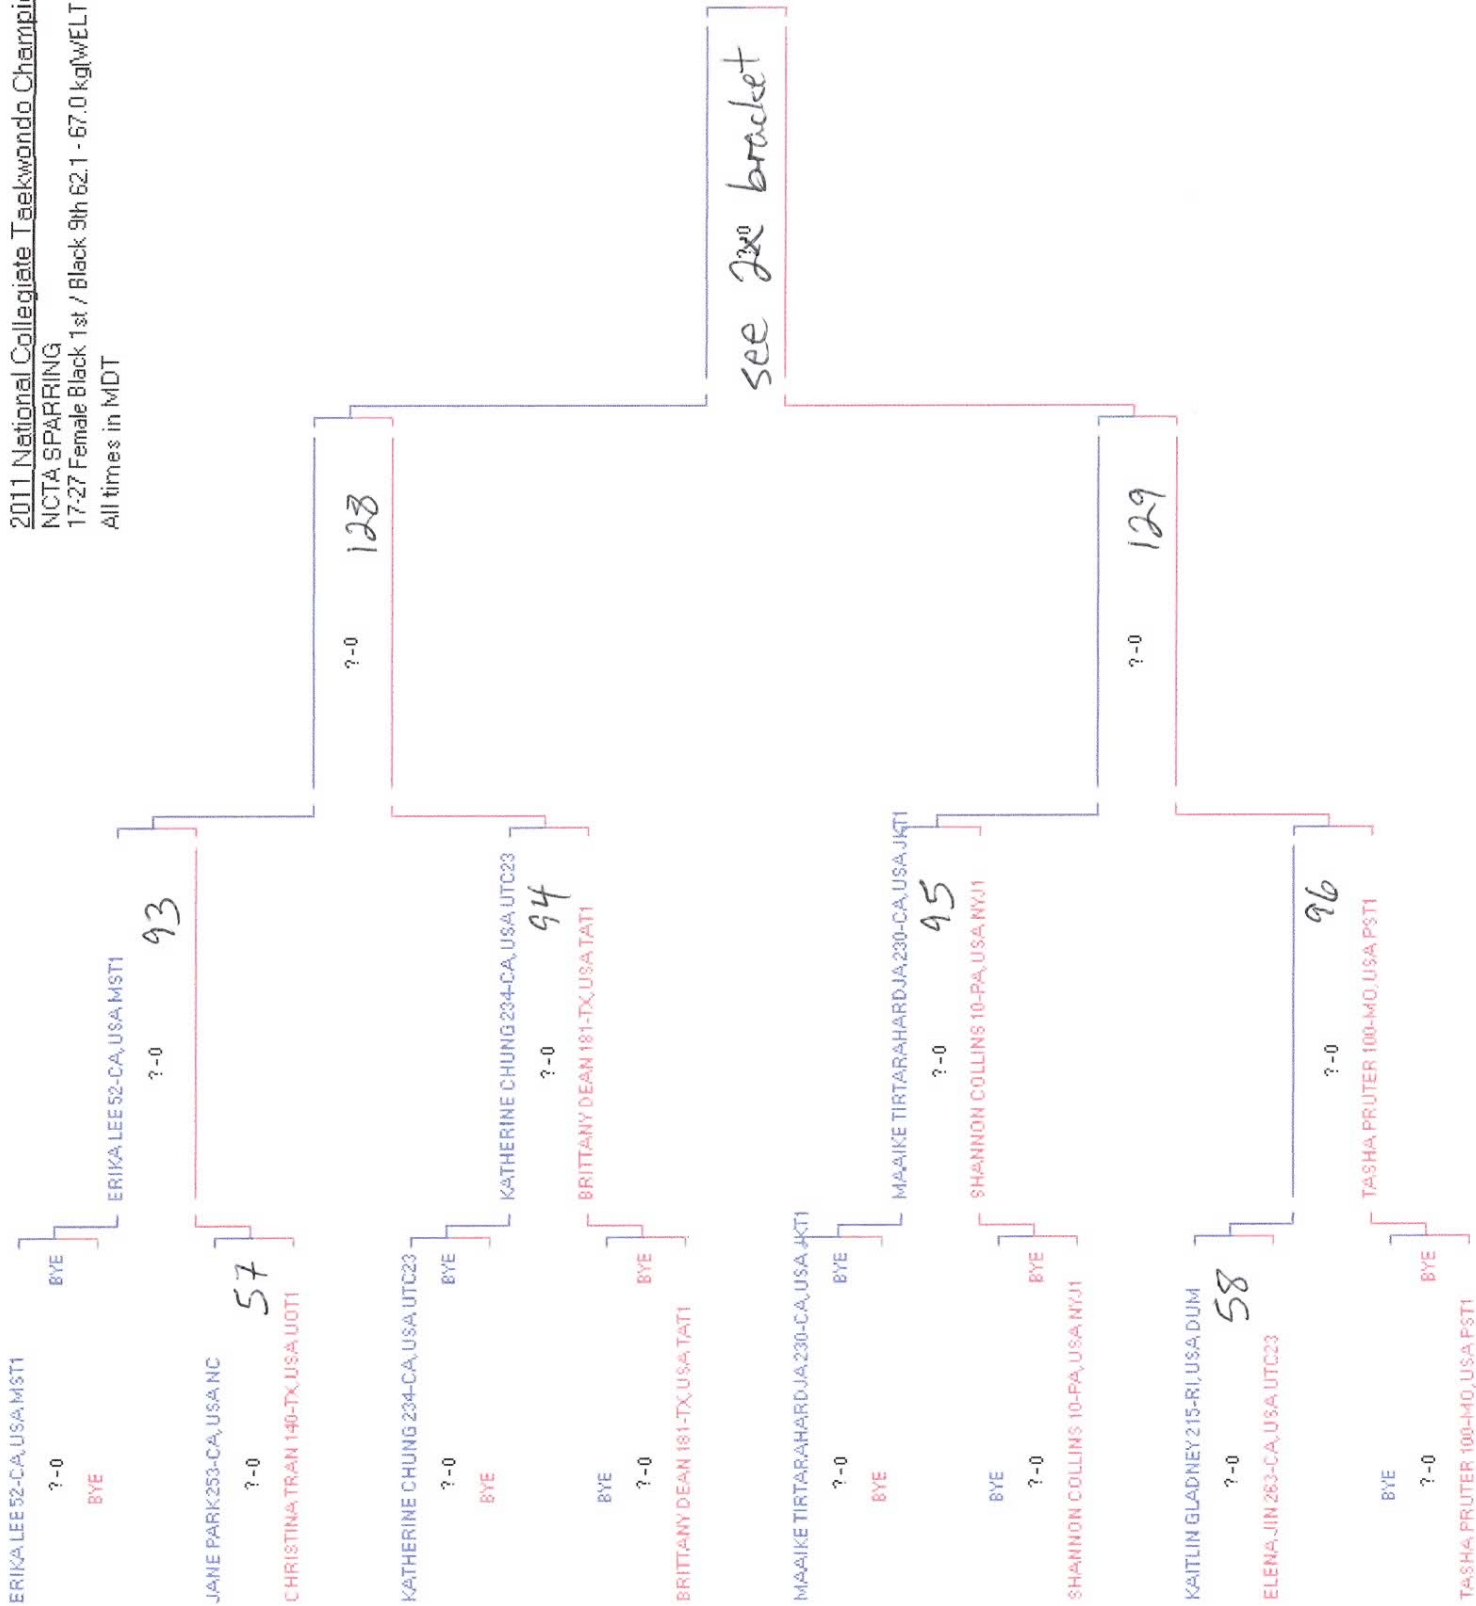 2011 National Collegiate Taekwondo Champi
NCTA SPARRING
17-27 Female Black 1st / Black 9th 62.1 - 67.0 kg(WELT
All times in MDT
ERIKA LEE 52-CA,USA MST1
?-0
BYE
BYE
JANE PARK 253-CA,USA NC
?-0
57
CHRISTINA TRAN 140-TX,USA UOT1
KATHERINE CHUNG 234-CA,USA UTC23
?-0
BYE
BYE
BYE
?-0
BYE
BRITTANY DEAN 181-TX,USA TAT1
MAAIKE TIRTARAHARDJA 230-CA,USA JKT1
?-0
BYE
BYE
BYE
?-0
BYE
SHANNON COLLINS 10-PA,USA NYJ1
KAITLIN GLADNEY 215-RI,USA DUM
?-0
58
ELENA JIN 263-CA,USA UTC23
BYE
?-0
BYE
TASHA PRUTER 100-MO,USA PST1
ERIKA LEE 52-CA,USA MST1
?-0
93
KATHERINE CHUNG 234-CA,USA UTC23
?-0
94
BRITTANY DEAN 181-TX,USA TAT1
MAAIKE TIRTARAHARDJA 230-CA,USA JKT1
?-0
95
SHANNON COLLINS 10-PA,USA NYJ1
?-0
96
TASHA PRUTER 100-MO,USA PST1
?-0
128
?-0
129
see bracket